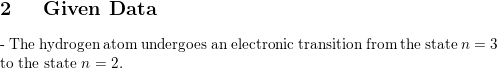 2 Given Data
- The hydrogen atom undergoes an electronic transition from the state n = 3
to the state n = 2.